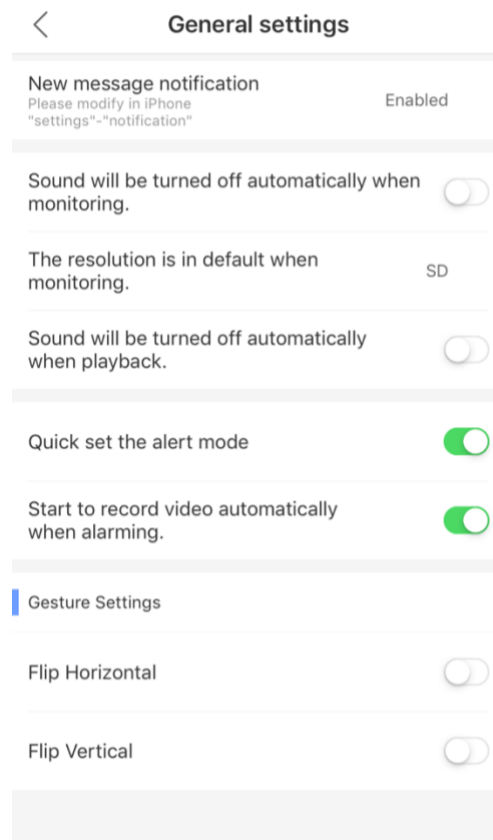 General settings
New message notification
Please modify in iPhone
"settings"-"notification"
Enabled
Sound will be turned off automatically when
monitoring.
The resolution is in default when
monitoring.
SD
Sound will be turned off automatically
when playback.
Quick set the alert mode
Start to record video automatically
when alarming.
Gesture Settings
Flip Horizontal
Flip Vertical